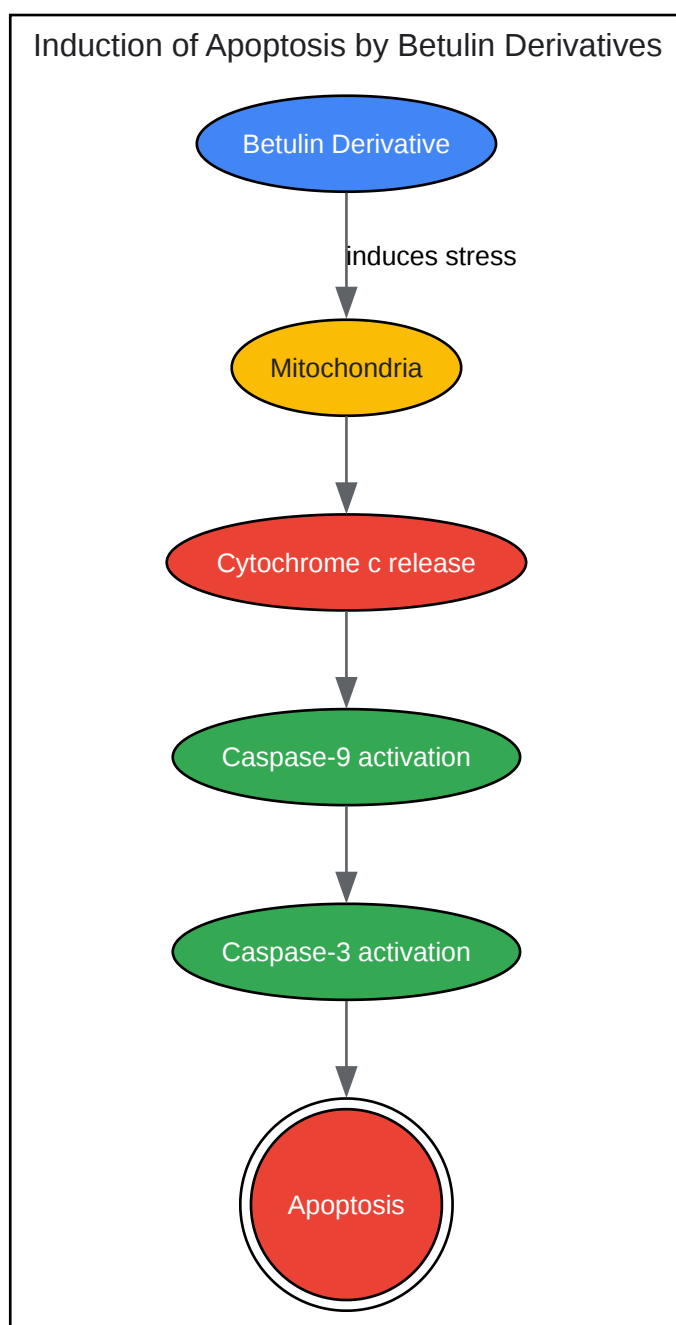 Induction of Apoptosis by Betulin Derivatives
Betulin Derivative
induces stress
Mitochondria
Cytochrome c release
Caspase-9 activation
Caspase-3 activation
Apoptosis